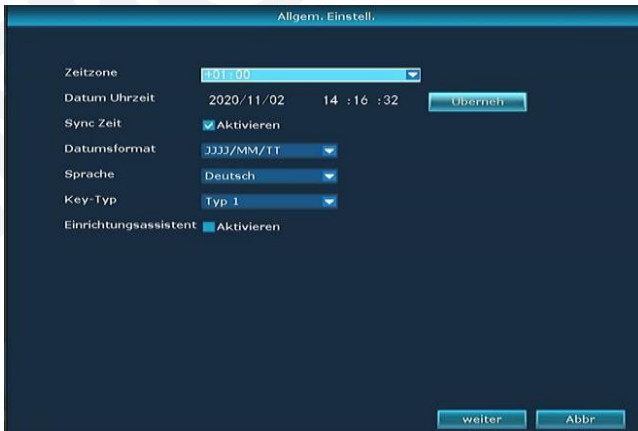 Allgem. Einstell.
Zeitzone +01:00
Datum Uhrzeit 2020/11/02 14 :16 :32 Überneh
Sync Zeit Aktivieren
Datumsformat JJJJ/MM/TT
Sprache Deutsch
Key-Typ Typ 1
Einrichtungsassistent Aktivieren
weiter Abbr